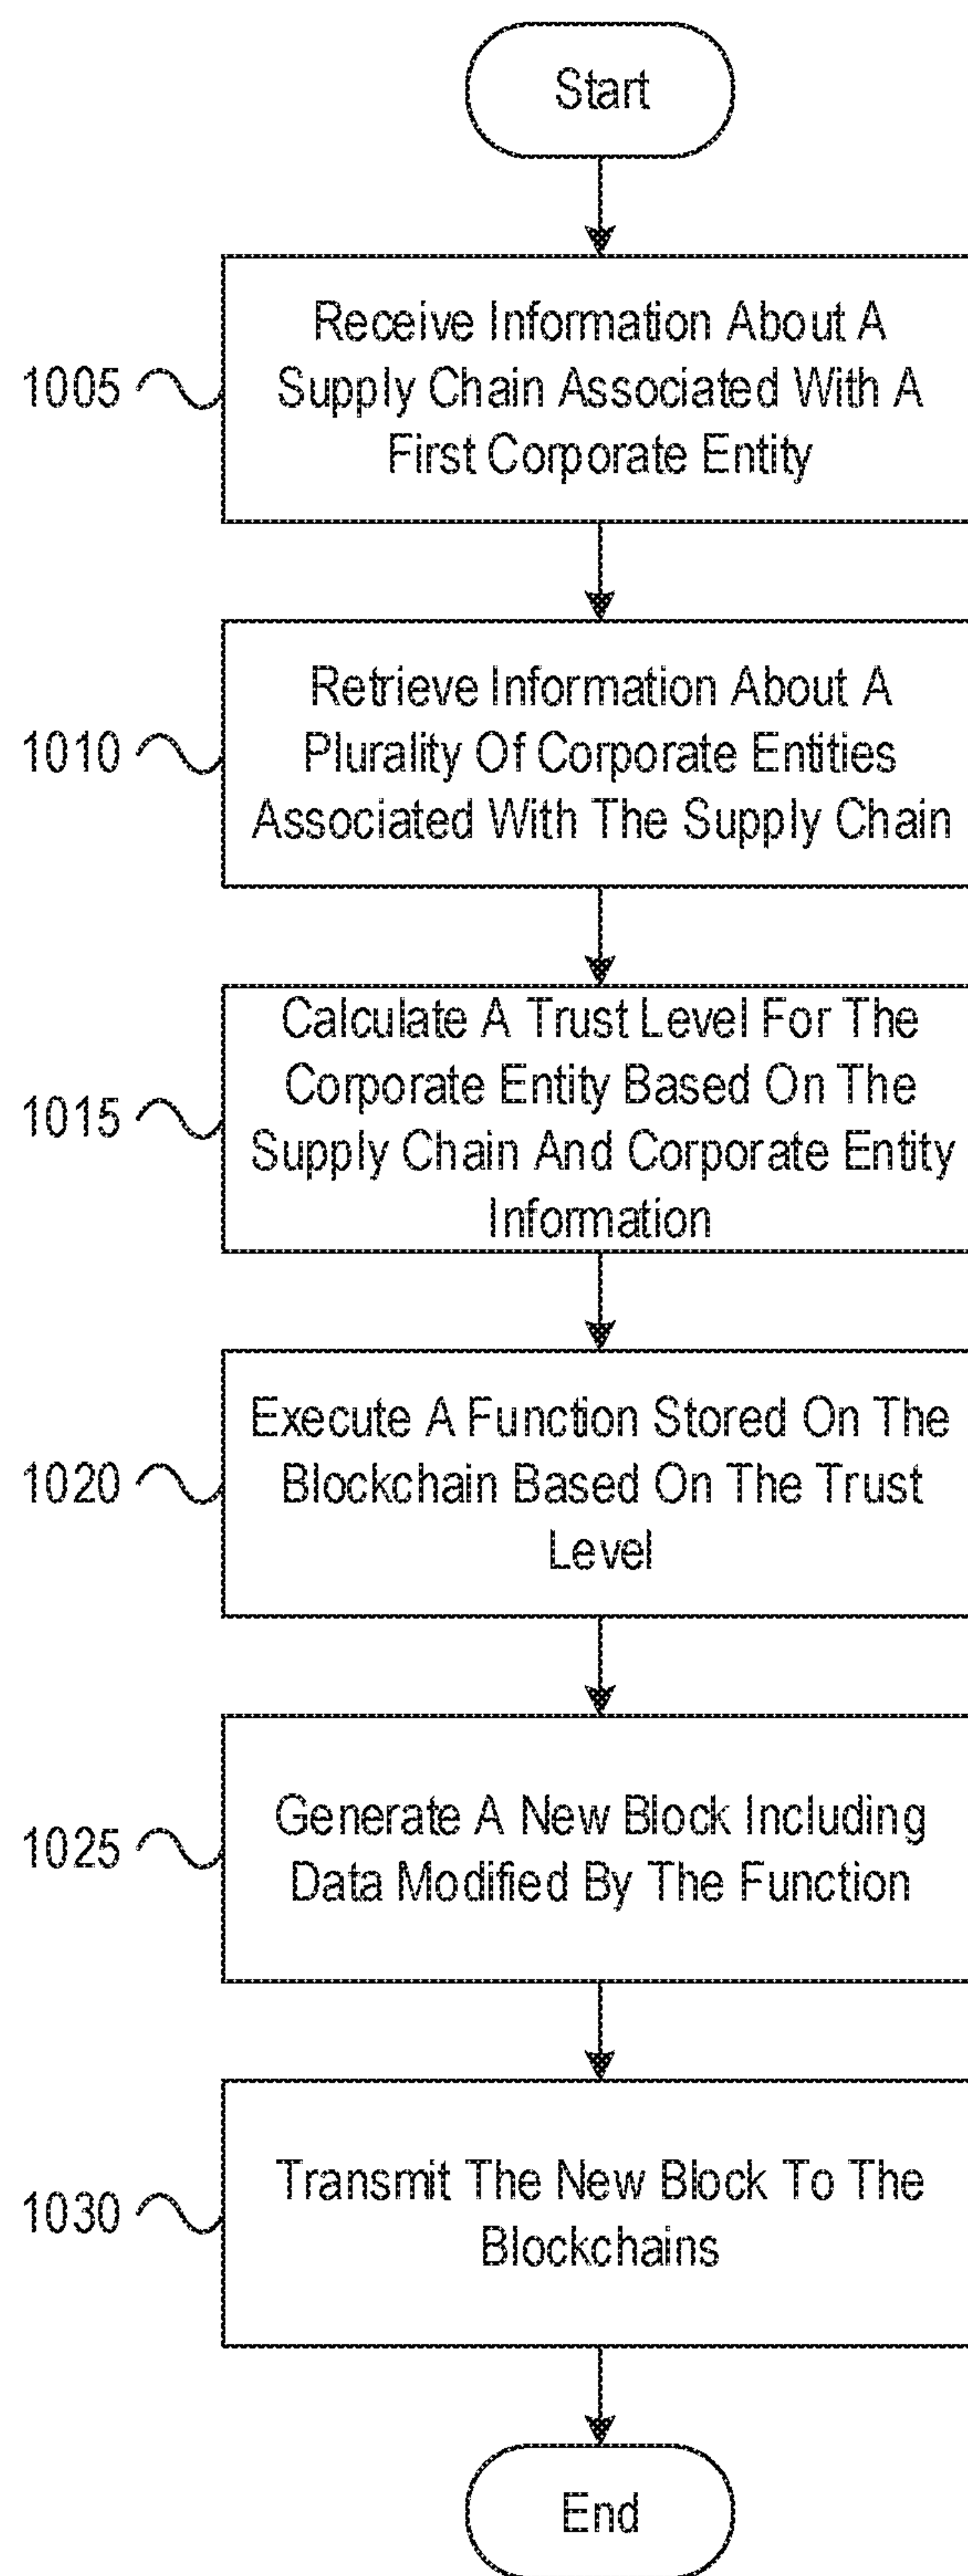 Start
Receive Information About A
Supply Chain Associated With A
First Corporate Entity
1005
Retrieve Information About A
Plurality Of Corporate Entities
Associated With The Supply Chain
1010
Calculate A Trust Level For The
Corporate Entity Based On The
Supply Chain And Corporate Entity
Information
1015
Execute A Function Stored On The
Blockchain Based On The Trust
Level
1020
Generate A New Block Including
Data Modified By The Function
1025
Transmit The New Block To The
Blockchains
1030
End